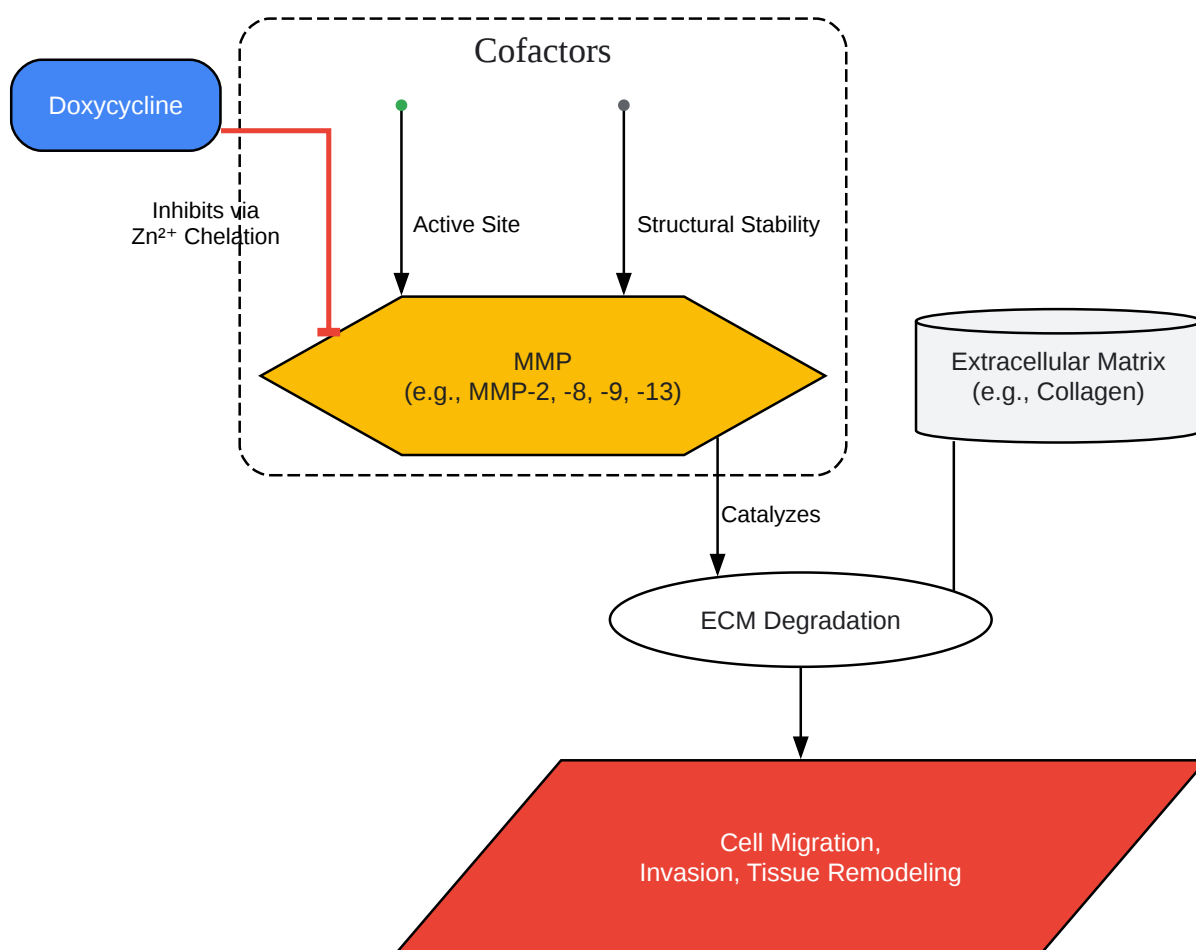 Cofactors
Doxycycline
Inhibits via
Zn²⁺ Chelation
Active Site
Structural Stability
MMP
(e.g., MMP-2, -8, -9, -13)
Extracellular Matrix
(e.g., Collagen)
Catalyzes
ECM Degradation
Cell Migration,
Invasion, Tissue Remodeling